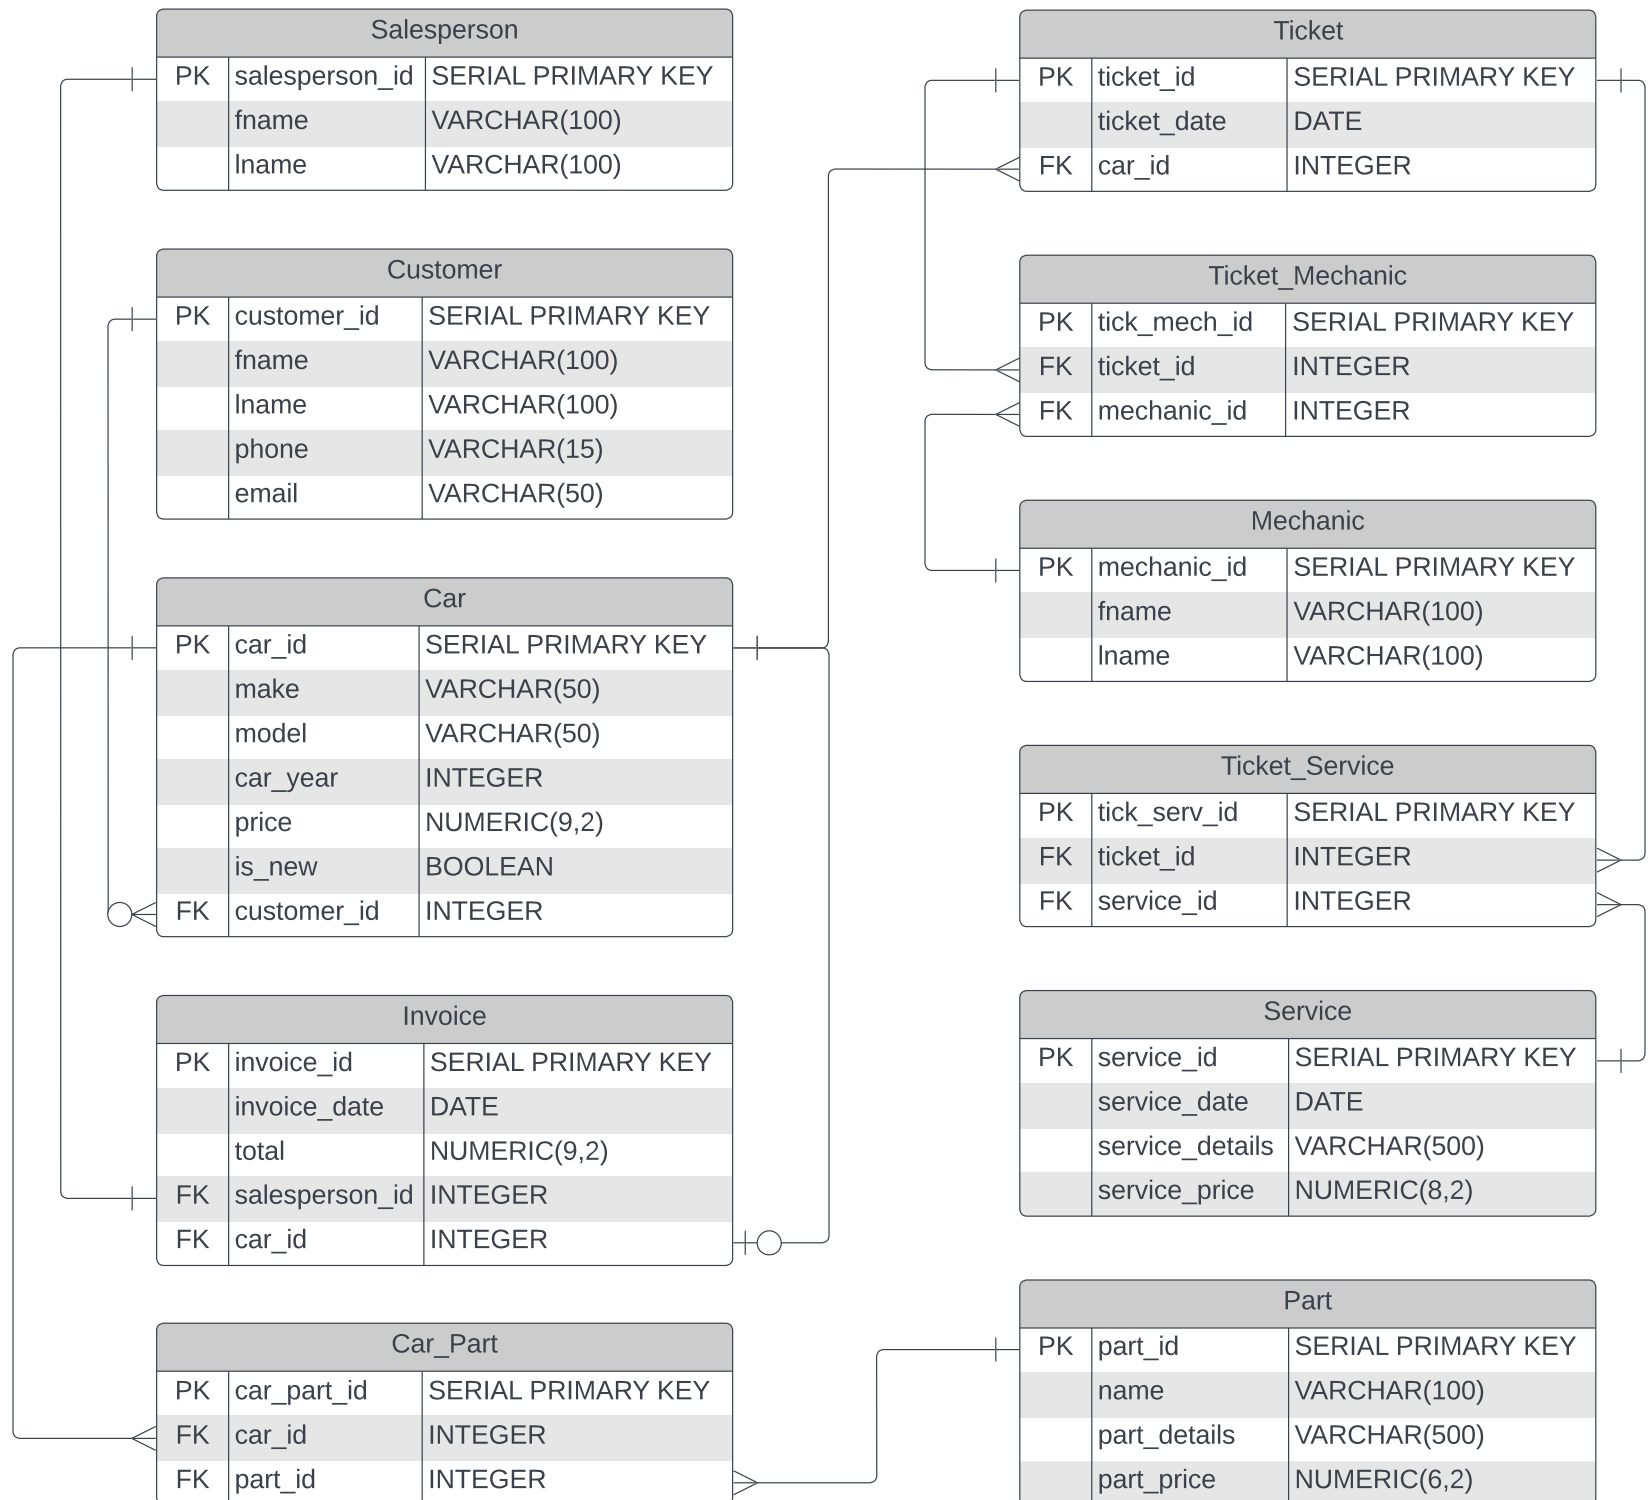 Salesperson
PK salesperson_id SERIAL PRIMARY KEY
fname VARCHAR(100)
lname VARCHAR(100)
Customer
PK customer_id SERIAL PRIMARY KEY
fname VARCHAR(100)
lname VARCHAR(100)
phone VARCHAR(15)
email VARCHAR(50)
Car
PK car_id SERIAL PRIMARY KEY
make VARCHAR(50)
model VARCHAR(50)
car_year INTEGER
price NUMERIC(9,2)
is_new BOOLEAN
FK customer_id INTEGER
Invoice
PK invoice_id SERIAL PRIMARY KEY
invoice_date DATE
total NUMERIC(9,2)
FK salesperson_id INTEGER
FK car_id INTEGER
Car_Part
PK car_part_id SERIAL PRIMARY KEY
FK car_id INTEGER
FK part_id INTEGER
Ticket
PK ticket_id SERIAL PRIMARY KEY
ticket_date DATE
FK car_id INTEGER
Ticket_Mechanic
PK tick_mech_id SERIAL PRIMARY KEY
FK ticket_id INTEGER
FK mechanic_id INTEGER
Mechanic
PK mechanic_id SERIAL PRIMARY KEY
fname VARCHAR(100)
lname VARCHAR(100)
Ticket_Service
PK tick_serv_id SERIAL PRIMARY KEY
FK ticket_id INTEGER
FK service_id INTEGER
Service
PK service_id SERIAL PRIMARY KEY
service_date DATE
service_details VARCHAR(500)
service_price NUMERIC(8,2)
Part
PK part_id SERIAL PRIMARY KEY
name VARCHAR(100)
part_details VARCHAR(500)
part_price NUMERIC(6,2)